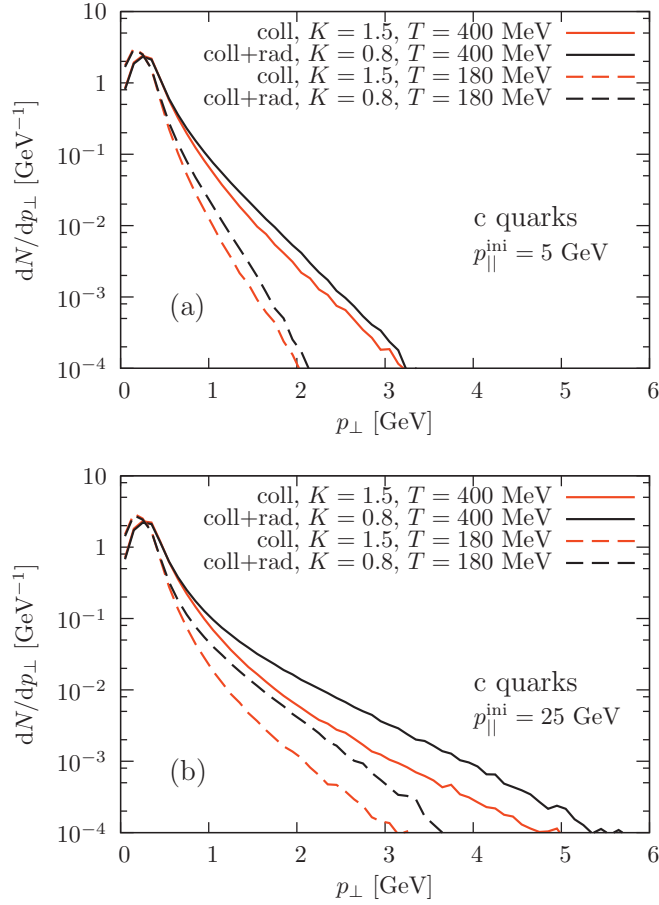 coll, K = 1.5, T = 400 MeV
coll+rad, K = 0.8, T = 400 MeV
coll, K = 1.5, T = 180 MeV
coll+rad, K = 0.8, T = 180 MeV
10
1
10⁻¹
10⁻²
10⁻³
10⁻⁴
dN/dp⊥ [GeV⁻¹]
c quarks
p||^ini = 5 GeV
(a)
0 1 2 3 4 5 6
p⊥ [GeV]
coll, K = 1.5, T = 400 MeV
coll+rad, K = 0.8, T = 400 MeV
coll, K = 1.5, T = 180 MeV
coll+rad, K = 0.8, T = 180 MeV
10
1
10⁻¹
10⁻²
10⁻³
10⁻⁴
dN/dp⊥ [GeV⁻¹]
c quarks
p||^ini = 25 GeV
(b)
0 1 2 3 4 5 6
p⊥ [GeV]